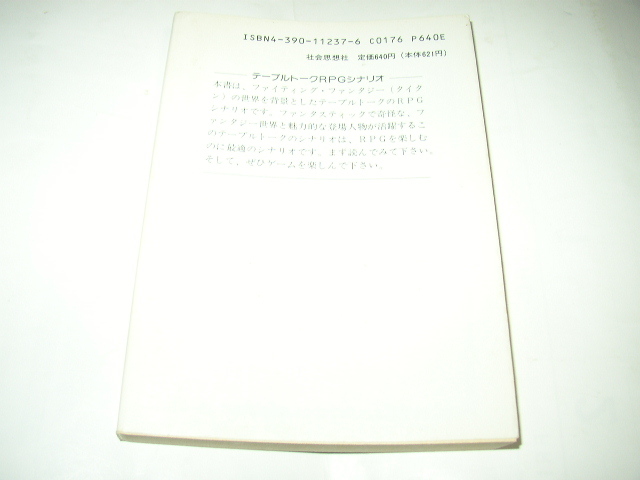 ISBN4-390-11237-6 C0176 P640E
社会思想社 定価640円(本体621円)
テーブルトークRPGシナリオ
本書は、ファイティング・ファンタジー(タイタ
ン)の世界を背景としたテーブルトークのRPG
シナリオです。ファンタスティックで奇怪な、フ
ァンタジー世界と魅力的な登場人物が活躍するこ
のテーブルトークのシナリオは、RPGを楽しむ
のに最適のシナリオです。まず読んでみて下さい。
そして、ぜひゲームを楽しんで下さい。